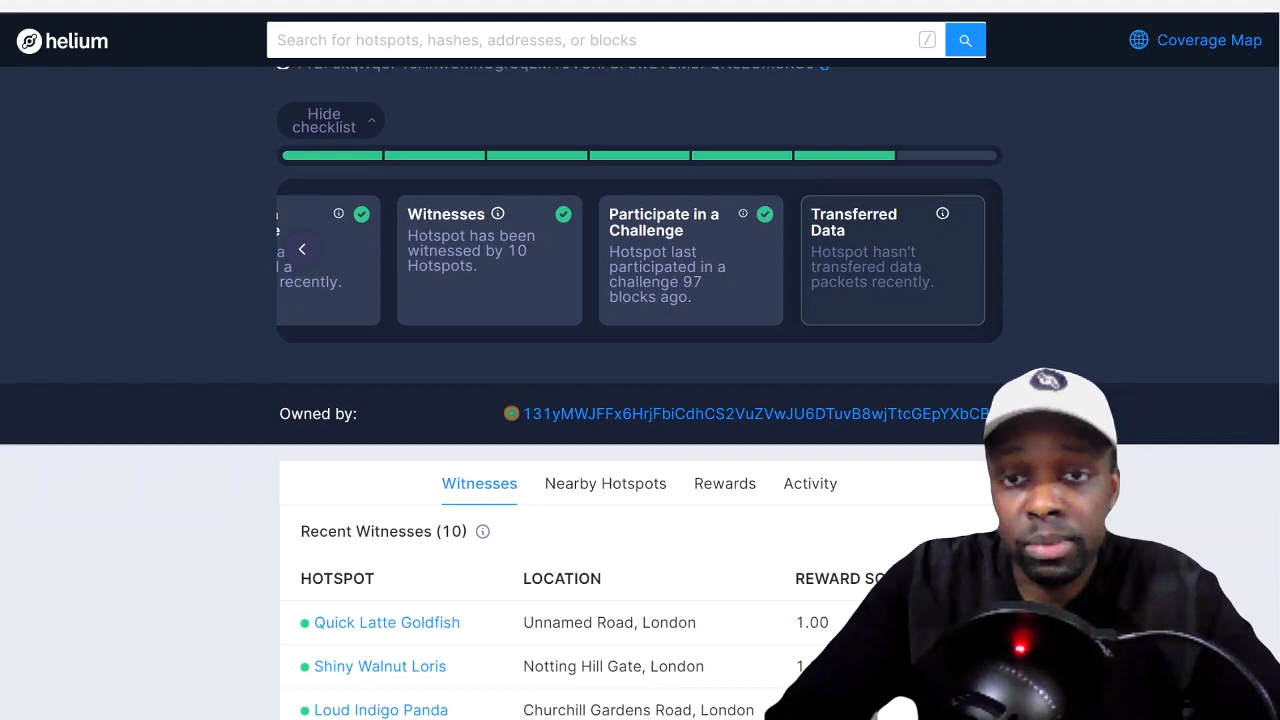 helium
Search for hotspots, hashes, addresses, or blocks
/
Coverage Map
Hide
checklist
recently.
Witnesses
Hotspot has been
witnessed by 10
Hotspots.
Participate in a
Challenge
Hotspot last
participated in a
challenge 97
blocks ago.
Transferred
Data
Hotspot hasn't
transfered data
packets recently.
Owned by:
131yMWJFFx6HrjFbiCdhCS2VuZVwJU6DTuvB8wjTtcGEpYXbCB
Witnesses
Nearby Hotspots
Rewards
Activity
Recent Witnesses (10)
HOTSPOT
LOCATION
REWARD
Quick Latte Goldfish
Unnamed Road, London
1.00
Shiny Walnut Loris
Notting Hill Gate, London
Loud Indigo Panda
Churchill Gardens Road, London